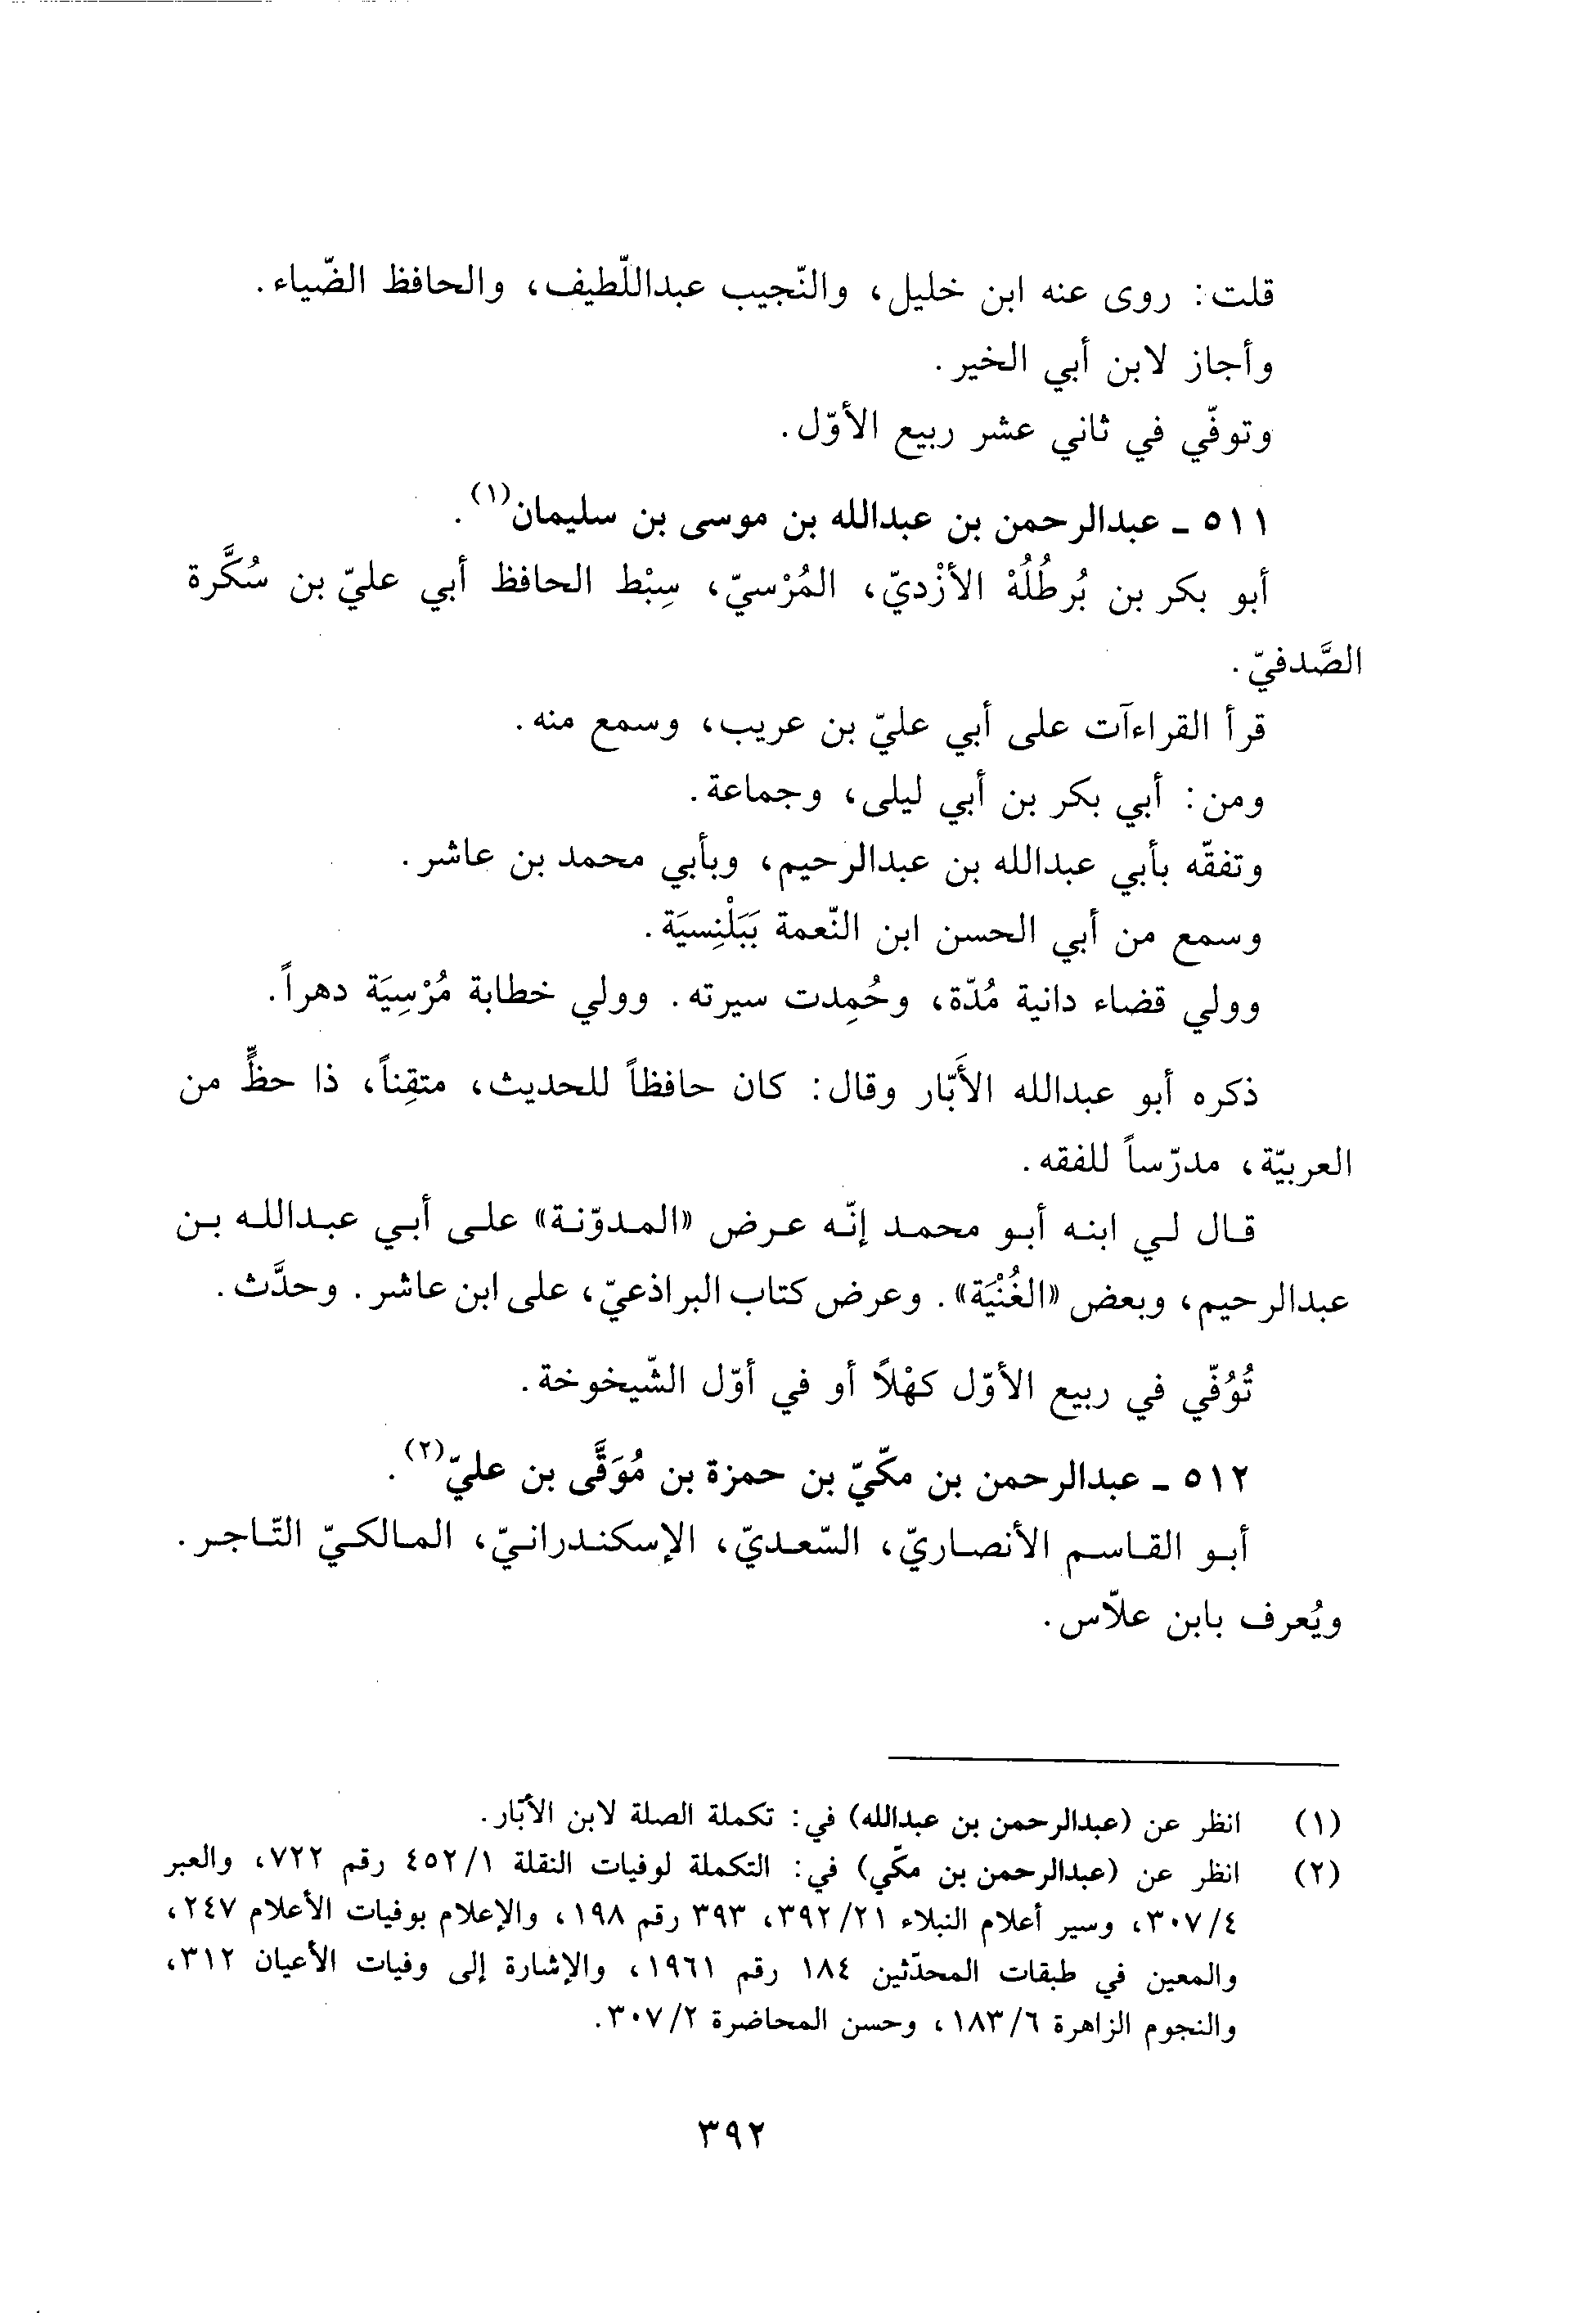 قلت: روى عنه ابن خليل، والنّجيب عبداللّطيف، والحافظ الضّياء.
وأجاز لابن أبي الخير.
وتوفّي في ثاني عشر ربيع الأوّل.
٥١١ ـ عبدالرحمن بن عبدالله بن موسى بن سليمان(١).
أبو بكر بن بُرطُلُهْ الأزْديّ، المُرْسيّ، سِبْط الحافظ أبي عليّ بن سُكَّرة
الصَّدفيّ.
قرأ القراءآت على أبي عليّ بن عريب، وسمع منه.
ومن: أبي بكر بن أبي ليلى، وجماعة.
وتفقّه بأبي عبدالله بن عبدالرحيم، وبأبي محمد بن عاشر.
وسمع من أبي الحسن ابن النّعمة بَبَلْنِسيَة.
وولي قضاء دانية مُدّة، وحُمِدت سيرته. وولي خطابة مُرْسِيَة دهراً.
ذكره أبو عبدالله الأَبّار وقال: كان حافظاً للحديث، متقِناً، ذا حظٍّ من
العربيّة، مدرّساً للفقه.
قال لي ابنه أبو محمد إنّه عرض «المدوّنة» على أبي عبدالله بن
عبدالرحيم، وبعض «الغُنْيَة». وعرض كتاب البراذعيّ، على ابن عاشر. وحدَّث.
تُوُفّي في ربيع الأوّل كهْلاً أو في أوّل الشّيخوخة.
٥١٢ ـ عبدالرحمن بن مكّيّ بن حمزة بن مُوَقَّى بن عليّ(٢).
أبو القاسم الأنصاريّ، السّعديّ، الإسكندرانيّ، المالكيّ التّاجر.
ويُعرف بابن علاّس.
(١) انظر عن (عبدالرحمن بن عبدالله) في: تكملة الصلة لابن الأبّار.
(٢) انظر عن (عبدالرحمن بن مكّي) في: التكملة لوفيات النقلة ٤٥٢/١ رقم ٧٢٢، والعبر
٣٠٧/٤، وسير أعلام النبلاء ٣٩٢/٢١، ٣٩٣ رقم ١٩٨، والإعلام بوفيات الأعلام ٢٤٧،
والمعين في طبقات المحدّثين ١٨٤ رقم ١٩٦١، والإشارة إلى وفيات الأعيان ٣١٢،
والنجوم الزاهرة ١٨٣/٦، وحسن المحاضرة ٣٠٧/٢.
٣٩٢